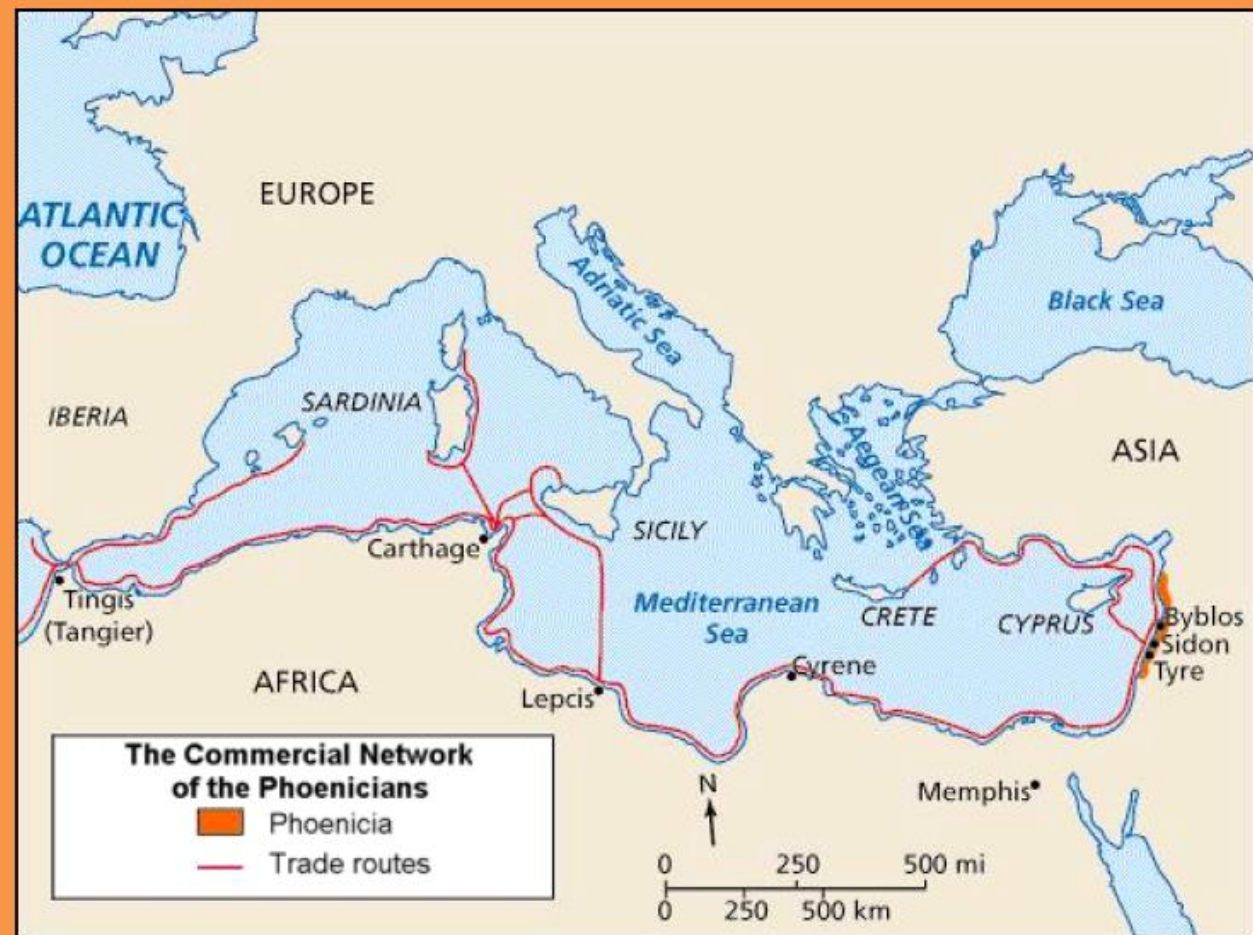 EUROPE
ATLANTIC
OCEAN
Adriatic Sea
Black Sea
IBERIA
SARDINIA
Aegean Sea
ASIA
SICILY
Carthage
Tingis
(Tangier)
Mediterranean
Sea
CRETE
CYPRUS
Byblos
Sidon
Tyre
AFRICA
Lepcis
Cyrene
Memphis
The Commercial Network
of the Phoenicians
Phoenicia
Trade routes
N
0 250 500 mi
0 250 500 km